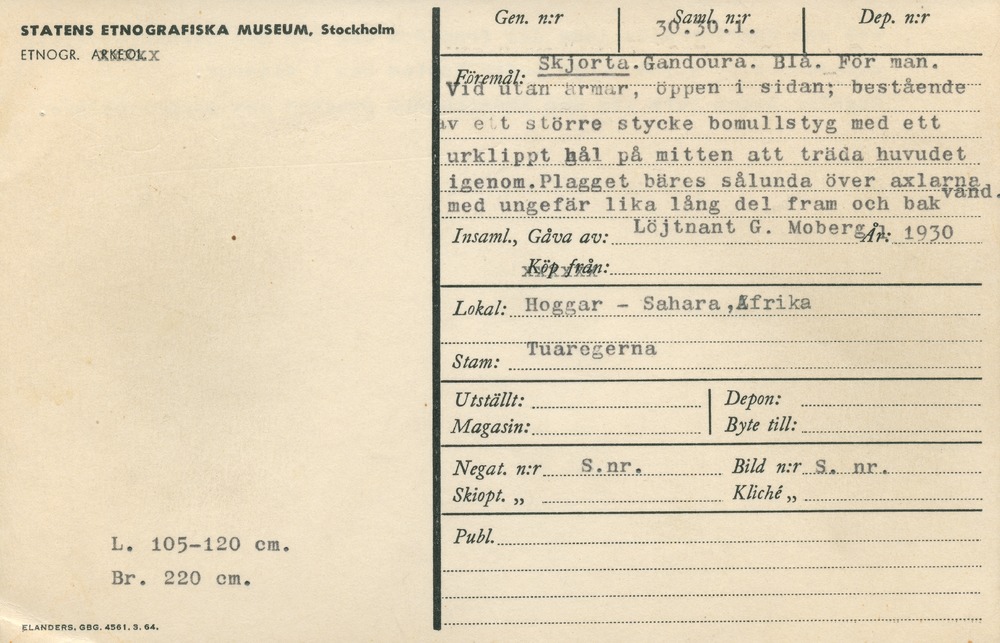 STATENS ETNOGRAFISKA MUSEUM, Stockholm
ETNOGR. ARKEOL.
L. 105-120 cm.
Br. 220 cm.
ELANDERS. GBG. 4561. 3. 64.
Gen. n:r Saml. n:r Dep. n:r
30.30.1.
Föremål: Skjorta. Gandoura. Blå. För man.
Vid utan ärmar, öppen i sidan; bestående
av ett större stycke bomullstyg med ett
urklippt hål på mitten att träda huvudet
igenom. Plagget bäres sålunda över axlarna
med ungefär lika lång del fram och bak vänd.
Insaml., Gåva av: Löjtnant G. Moberg År: 1930
Köp från:
Lokal: Hoggar - Sahara, Afrika
Stam: Tuaregerna
Utställt: Depon:
Magasin: Byte till:
Negat. n:r S.nr. Bild n:r S. nr.
Skiopt. „ Kliché „
Publ.